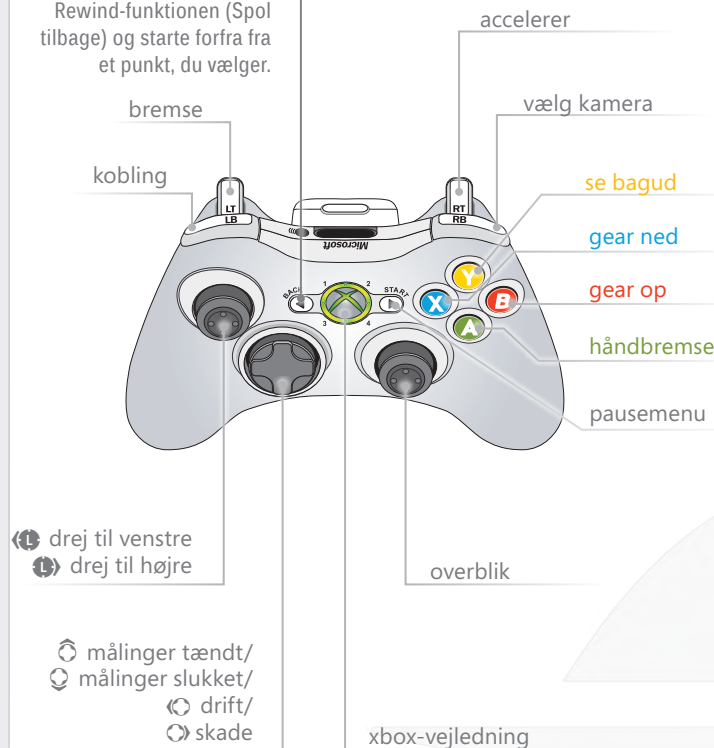 Rewind-funktionen (Spol
tilbage) og starte forfra fra
et punkt, du vælger.
accelerer
bremse
vælg kamera
kobling
se bagud
gear ned
gear op
håndbremse
pausemenu
LT
LB
RT
RB
Microsoft
BACK
START
1
2
3
4
Y
X
B
A
L drej til venstre
L drej til højre
overblik
målinger tændt/
målinger slukket/
drift/
skade
xbox-vejledning